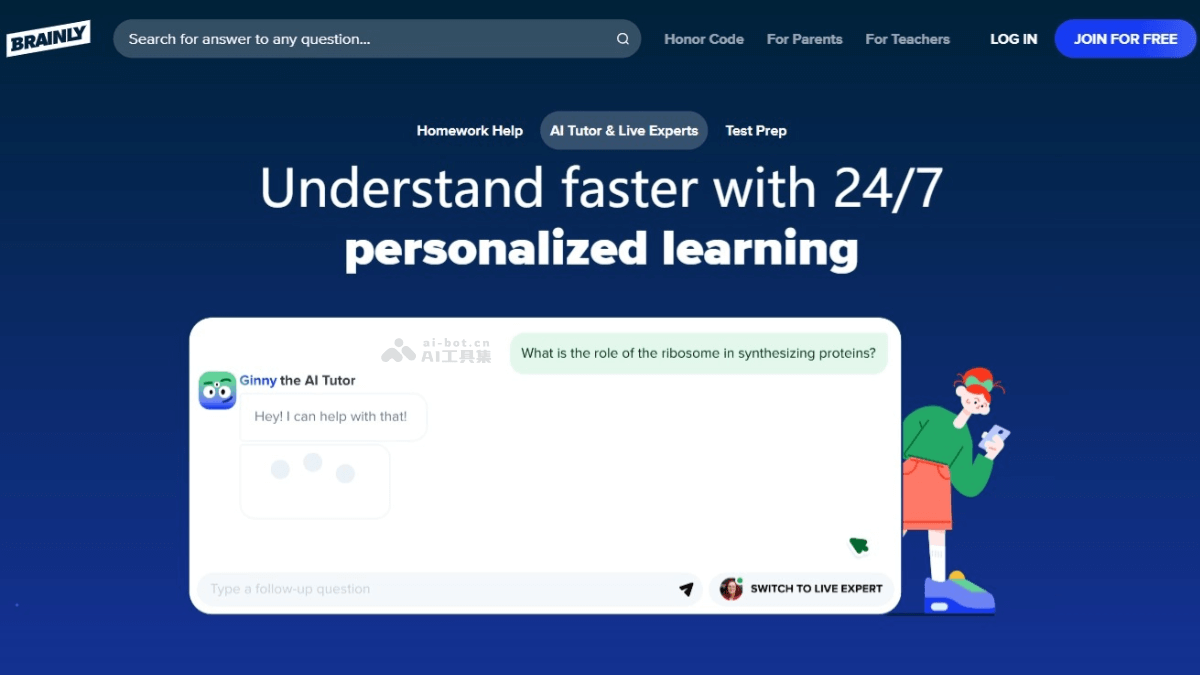 BRAINLY
Search for answer to any question...
Honor Code
For Parents
For Teachers
LOG IN
JOIN FOR FREE
Homework Help
AI Tutor & Live Experts
Test Prep
Understand faster with 24/7
personalized learning
ai-bot.cn
AI工具集
What is the role of the ribosome in synthesizing proteins?
Ginny the AI Tutor
Hey! I can help with that!
Type a follow-up question
SWITCH TO LIVE EXPERT